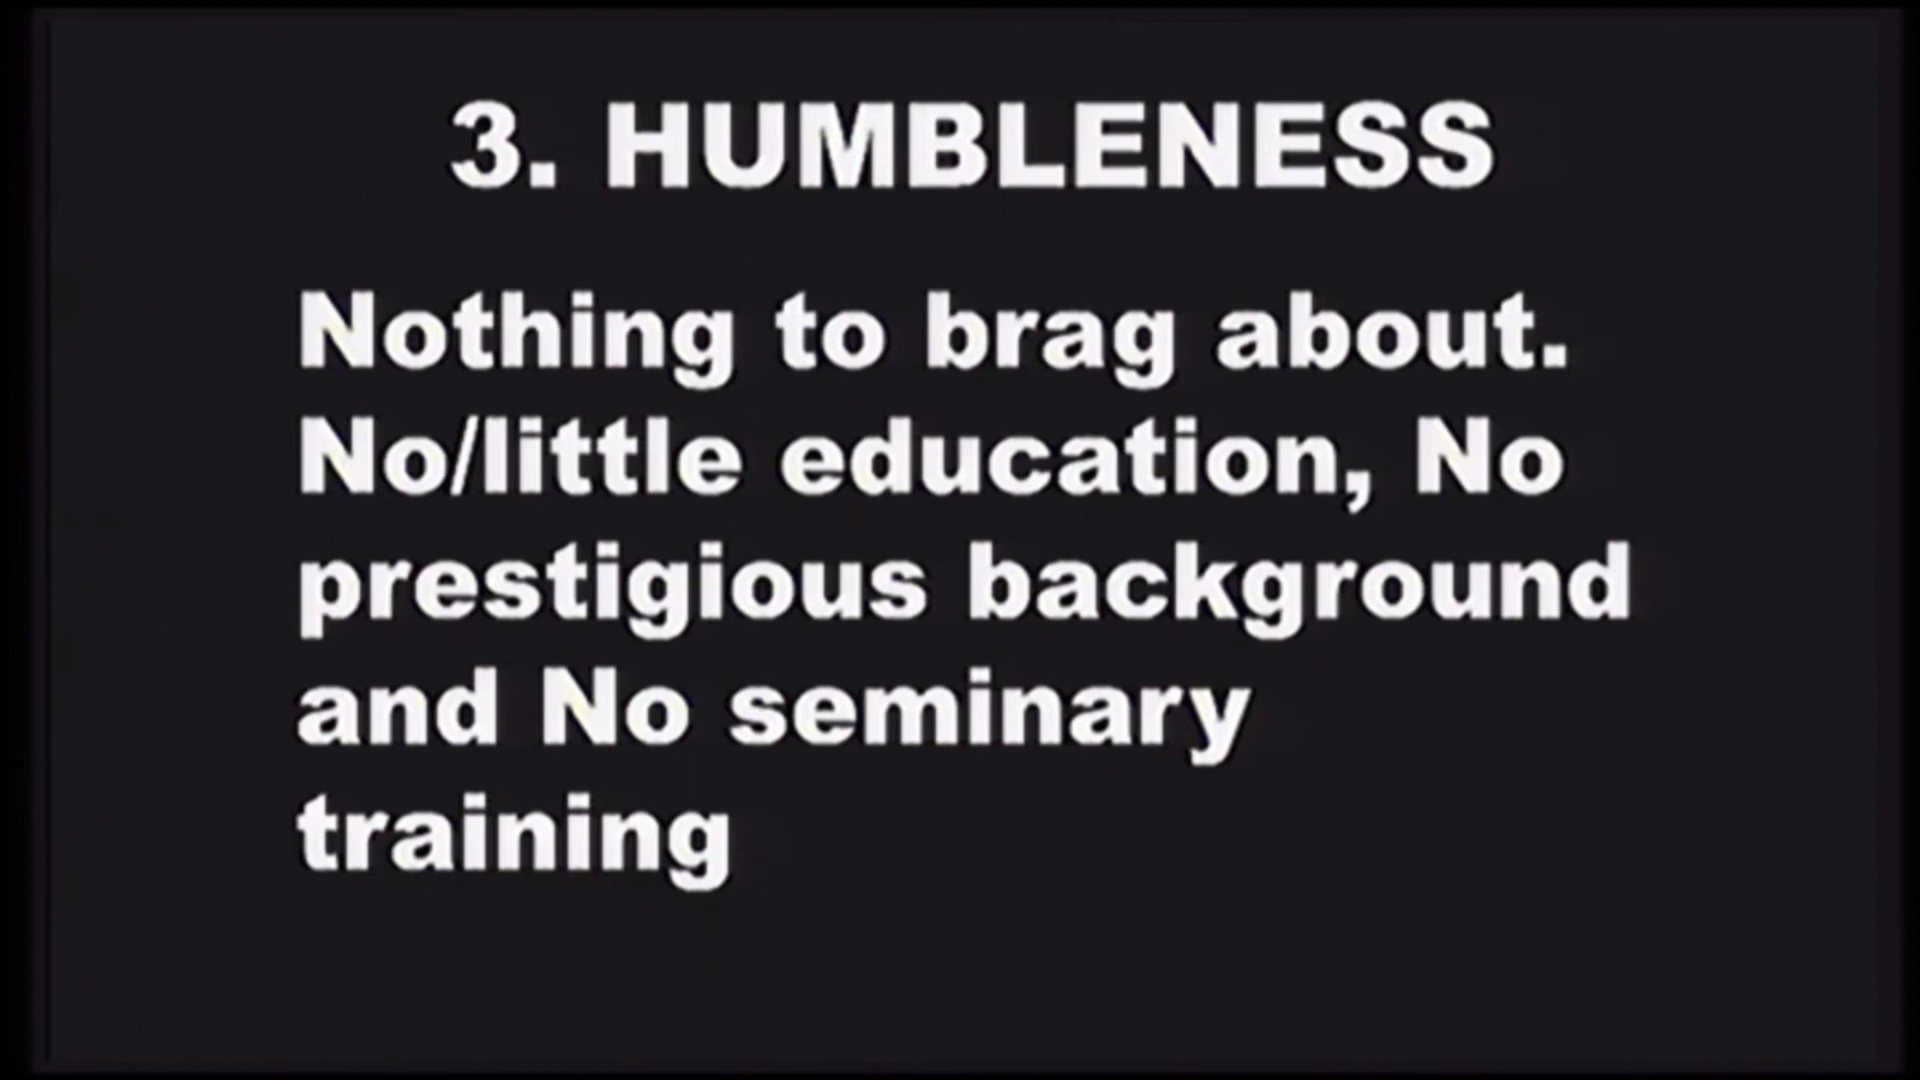 3. HUMBLENESS
Nothing to brag about.
No/little education, No
prestigious background
and No seminary
training